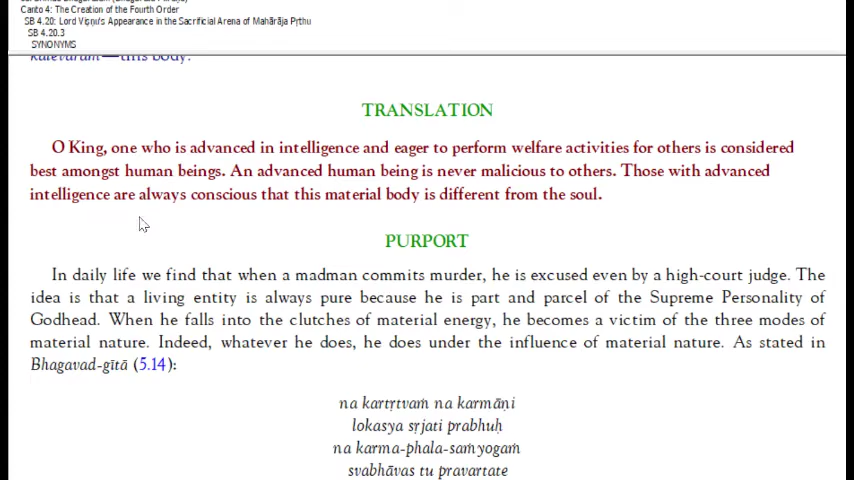 Canto 4: The Creation of the Fourth Order
SB 4.20: Lord Viṣṇu's Appearance in the Sacrificial Arena of Mahārāja Pṛthu
SB 4.20.3
SYNONYMS
kalevaram—this body.
TRANSLATION
O King, one who is advanced in intelligence and eager to perform welfare activities for others is considered
best amongst human beings. An advanced human being is never malicious to others. Those with advanced
intelligence are always conscious that this material body is different from the soul.
PURPORT
In daily life we find that when a madman commits murder, he is excused even by a high-court judge. The
idea is that a living entity is always pure because he is part and parcel of the Supreme Personality of
Godhead. When he falls into the clutches of material energy, he becomes a victim of the three modes of
material nature. Indeed, whatever he does, he does under the influence of material nature. As stated in
Bhagavad-gītā (5.14):
na kartṛtvaṁ na karmāṇi
lokasya sṛjati prabhuḥ
na karma-phala-saṁyogaṁ
svabhāvas tu pravartate